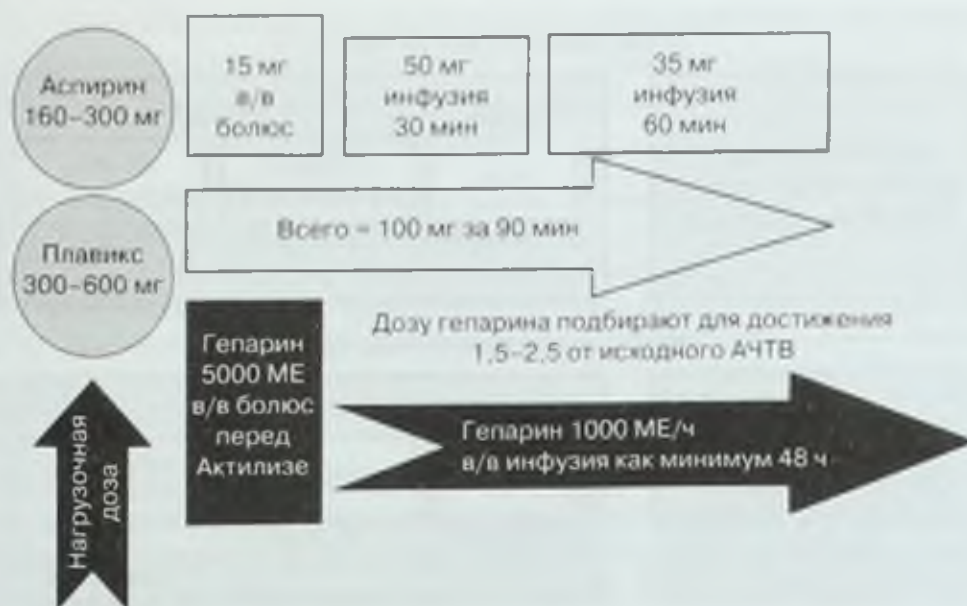 Аспирин
160–300 мг
15 мг
в/в
болюс
50 мг
инфузия
30 мин
35 мг
инфузия
60 мин
Плавикс
300–600 мг
Всего = 100 мг за 90 мин
Дозу гепарина подбирают для достижения
1,5–2,5 от исходного АЧТВ
Гепарин
5000 МЕ
в/в болюс
перед
Актилизе
Гепарин 1000 МЕ/ч
в/в инфузия как минимум 48 ч
Нагрузочная
доза